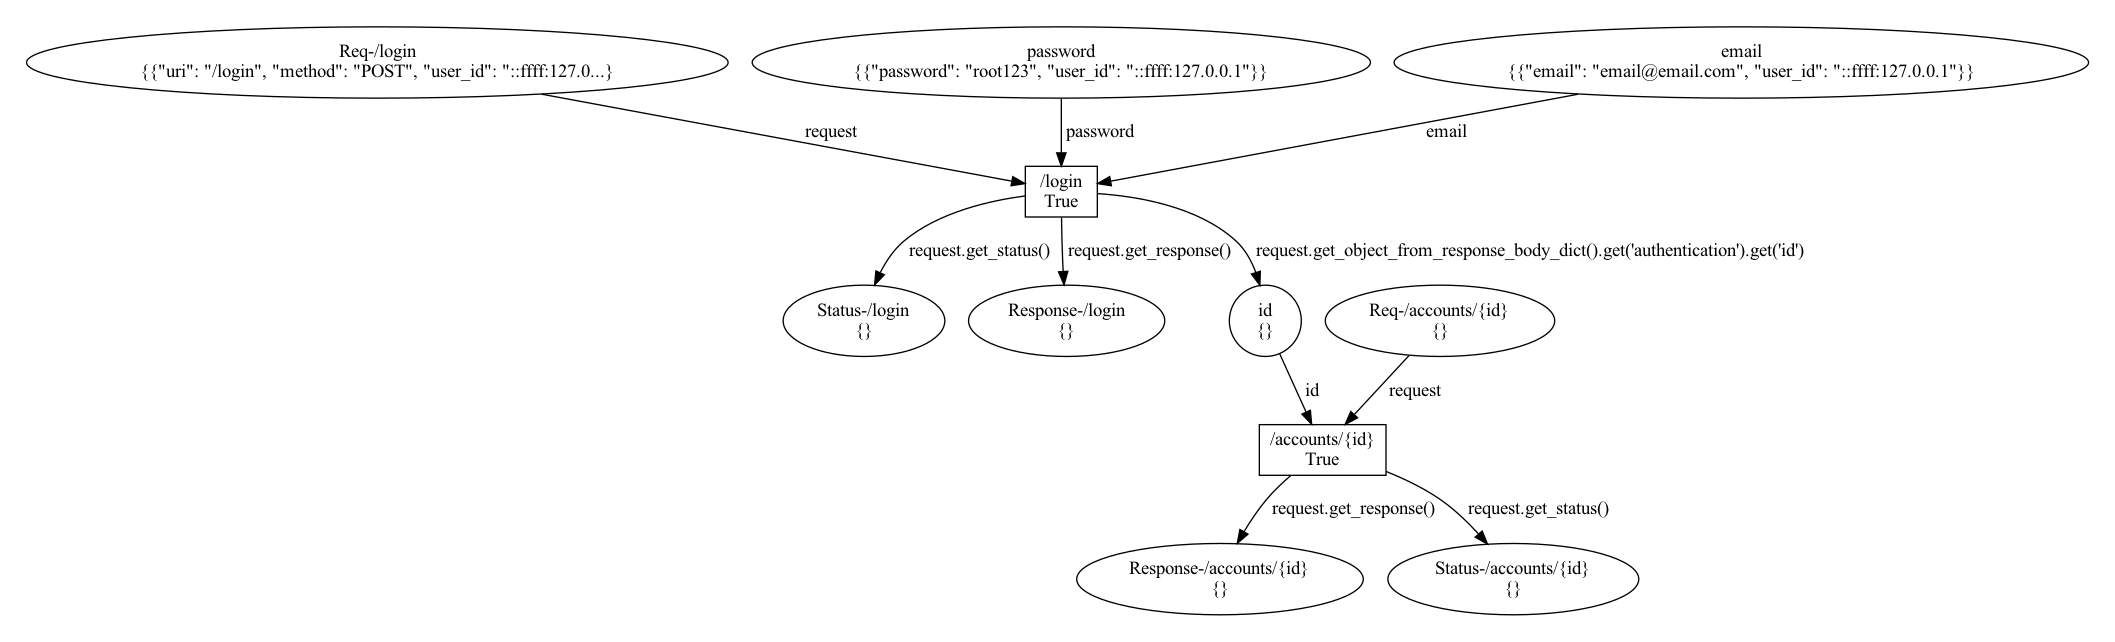 Req-/login
{{"uri": "/login", "method": "POST", "user_id": "::ffff:127.0...}
password
{{"password": "root123", "user_id": "::ffff:127.0.0.1"}}
email
{{"email": "email@email.com", "user_id": "::ffff:127.0.0.1"}}
request
password
email
/login
True
request.get_status()
request.get_response()
request.get_object_from_response_body_dict().get('authentication').get('id')
Status-/login
{}
Response-/login
{}
id
{}
Req-/accounts/{id}
{}
id
request
/accounts/{id}
True
request.get_response()
request.get_status()
Response-/accounts/{id}
{}
Status-/accounts/{id}
{}